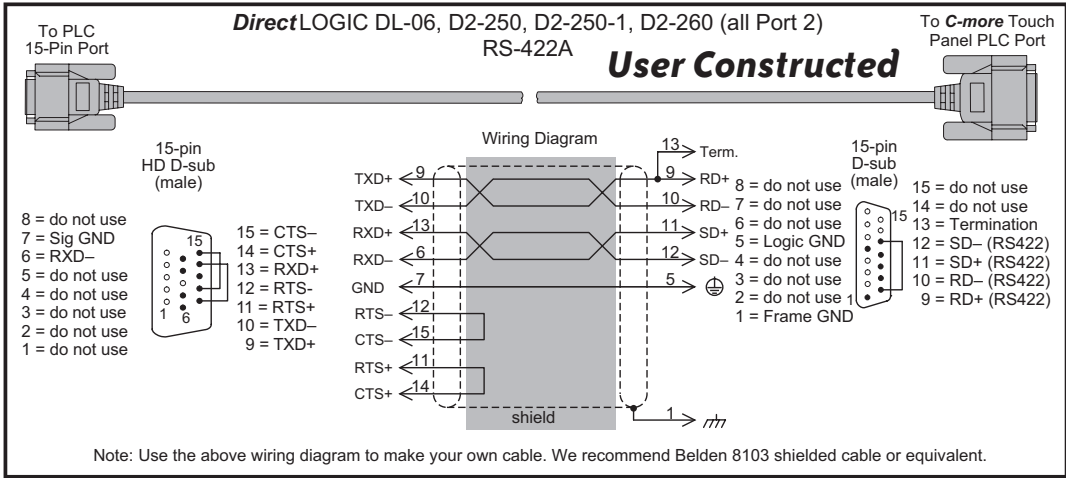 To PLC
15-Pin Port
DirectLOGIC DL-06, D2-250, D2-250-1, D2-260 (all Port 2)
RS-422A
User Constructed
To C-more Touch
Panel PLC Port
15-pin
HD D-sub
(male)
8 = do not use
7 = Sig GND
6 = RXD–
5 = do not use
4 = do not use
3 = do not use
2 = do not use
1 = do not use
15
1
6
15 = CTS–
14 = CTS+
13 = RXD+
12 = RTS-
11 = RTS+
10 = TXD–
9 = TXD+
Wiring Diagram
13 Term.
TXD+ 9 9 RD+
TXD– 10 10 RD–
RXD+ 13 11 SD+
RXD– 6 12 SD–
GND 7 5
RTS– 12
CTS– 15
RTS+ 11
CTS+ 14
shield
1
8 = do not use
7 = do not use
6 = do not use
5 = Logic GND
4 = do not use
3 = do not use
2 = do not use
1 = Frame GND
15-pin
D-sub
(male)
15
1
15 = do not use
14 = do not use
13 = Termination
12 = SD– (RS422)
11 = SD+ (RS422)
10 = RD– (RS422)
9 = RD+ (RS422)
Note: Use the above wiring diagram to make your own cable. We recommend Belden 8103 shielded cable or equivalent.